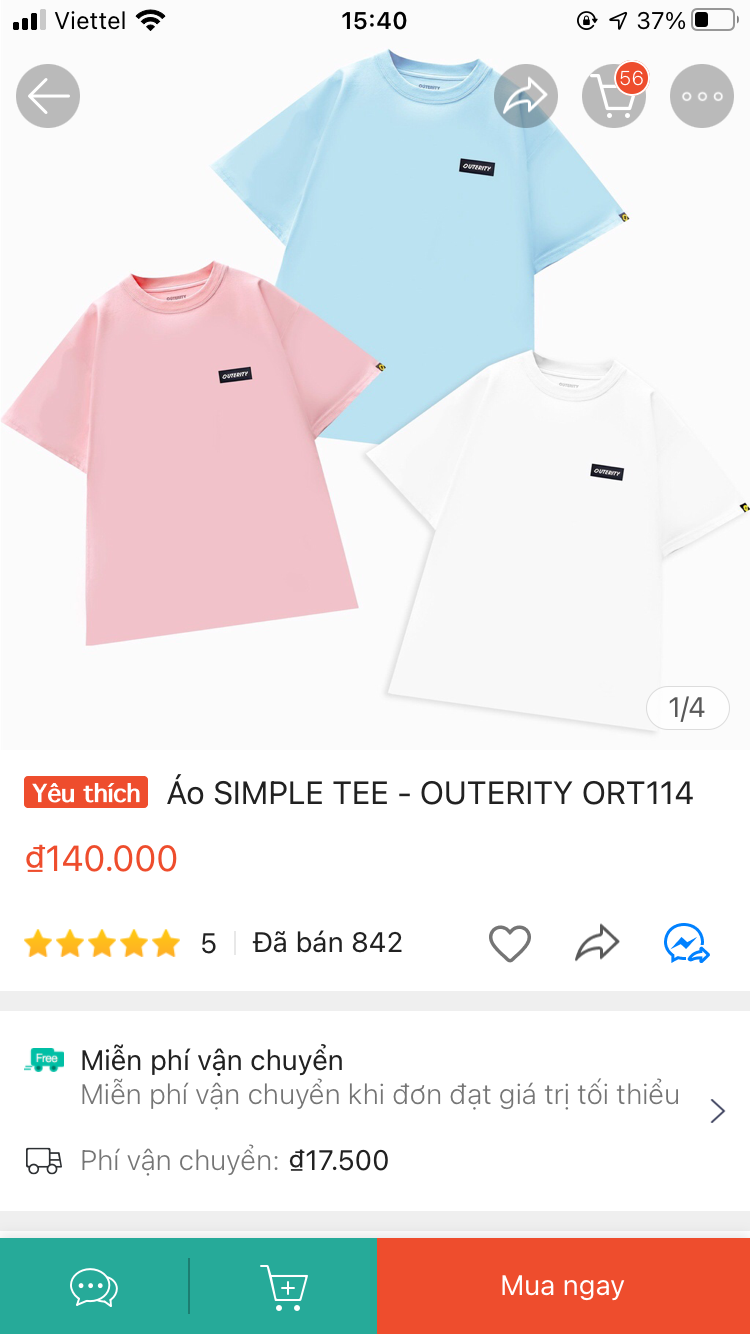 Viettel 15:40 37%
56
OUTERITY
OUTERITY
OUTERITY
OUTERITY
OUTERITY
OUTERITY
1/4
Yêu thích Áo SIMPLE TEE - OUTERITY ORT114
₫140.000
5 Đã bán 842
Free Miễn phí vận chuyển
Miễn phí vận chuyển khi đơn đạt giá trị tối thiểu
Phí vận chuyển: ₫17.500
Mua ngay